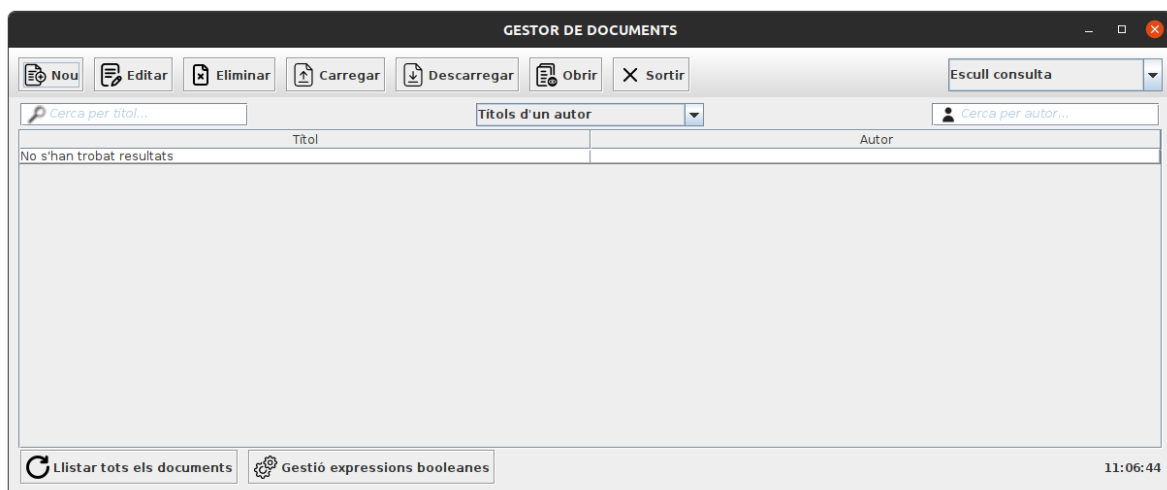 GESTOR DE DOCUMENTS
Nou Editar Eliminar Carregar Descarregar Obrir Sortir Escull consulta
Cerca per títol... Títols d'un autor Cerca per autor...
Títol Autor
No s'han trobat resultats
Llistar tots els documents Gestió expressions booleanes 11:06:44